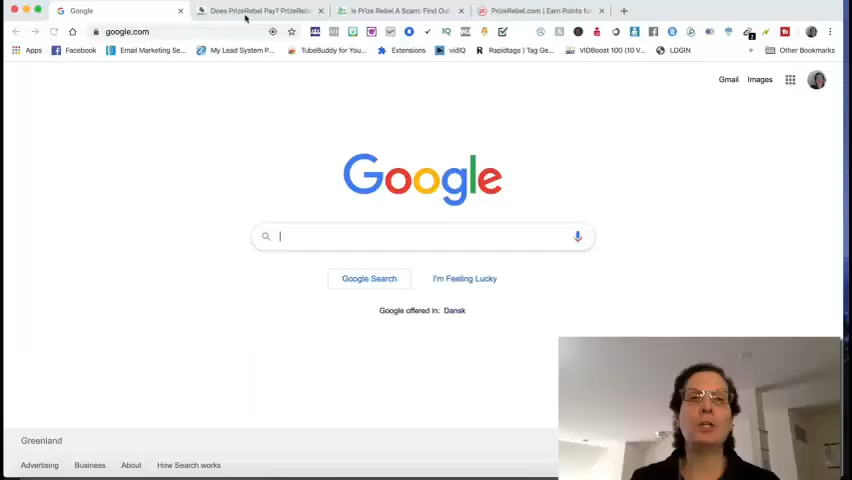 Google
Does PrizeRebel Pay? PrizeReb
Is Prize Rebel A Scam: Find Out
PrizeRebel.com | Earn Points fo
google.com
Apps
Facebook
Email Marketing Se...
My Lead System P...
TubeBuddy for You...
Extensions
vidIQ
Rapidtags | Tag Ge...
VIDBoost 100 (10 V...
LOGIN
Other Bookmarks
Gmail
Images
Google
Google Search
I'm Feeling Lucky
Google offered in: Dansk
Greenland
Advertising
Business
About
How Search works